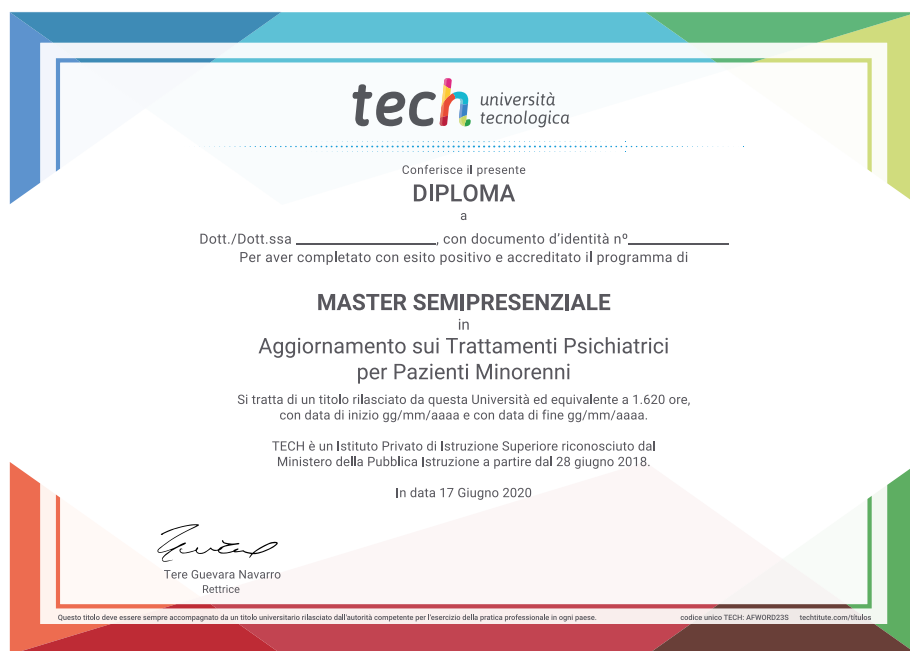 tech università
tecnologica
Conferisce il presente
DIPLOMA
a
Dott./Dott.ssa ________________, con documento d'identità nº____________
Per aver completato con esito positivo e accreditato il programma di
MASTER SEMIPRESENZIALE
in
Aggiornamento sui Trattamenti Psichiatrici
per Pazienti Minorenni
Si tratta di un titolo rilasciato da questa Università ed equivalente a 1.620 ore,
con data di inizio gg/mm/aaaa e con data di fine gg/mm/aaaa.
TECH è un Istituto Privato di Istruzione Superiore riconosciuto dal
Ministero della Pubblica Istruzione a partire dal 28 giugno 2018.
In data 17 Giugno 2020
Tere Guevara Navarro
Rettrice
Questo titolo deve essere sempre accompagnato da un titolo universitario rilasciato dall'autorità competente per l'esercizio della pratica professionale in ogni paese. codice unico TECH: AFWORD23S techtitute.com/titulos